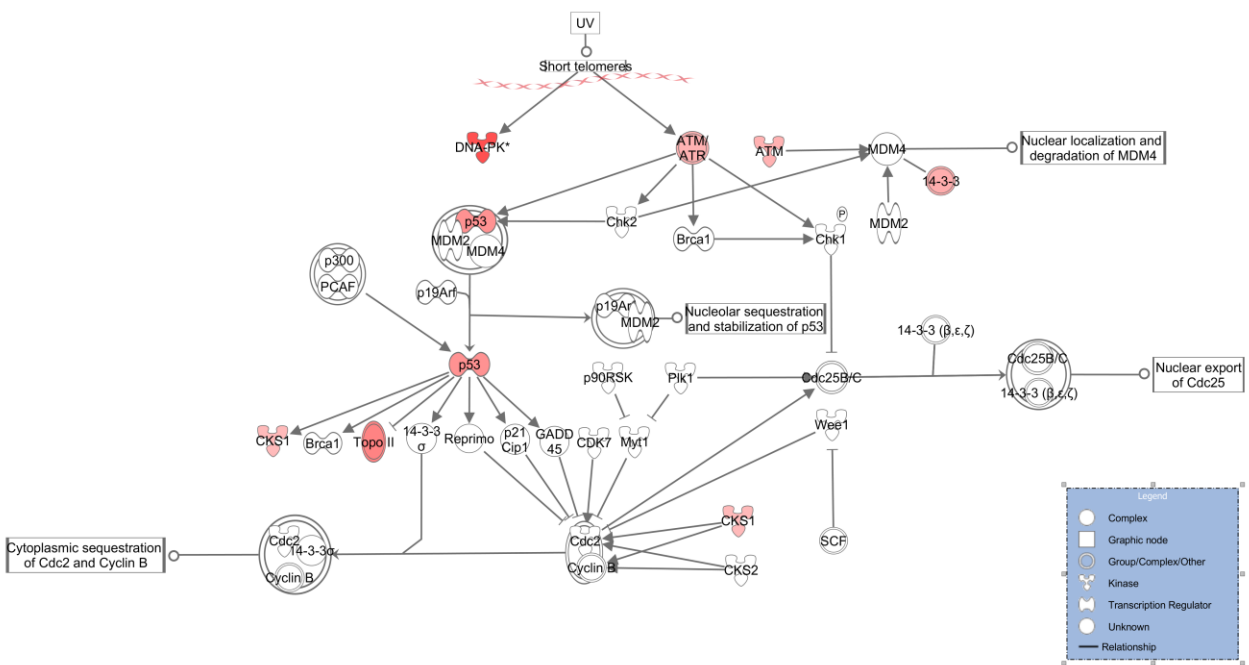 UV
Short telomeres
DNA-PK*
ATM/
ATR
ATM
MDM4
Nuclear localization and
degradation of MDM4
14-3-3
p53
MDM2
MDM4
Chk2
Brca1
P
Chk1
MDM2
p300
PCAF
p19Arf
p19Ar
MDM2
Nucleolar sequestration
and stabilization of p53
14-3-3 (β,ε,ζ)
p53
p90RSK
Plk1
Cdc25B/C
Cdc25B/C
14-3-3 (β,ε,ζ)
Nuclear export
of Cdc25
CKS1
Brca1
Topo II
14-3-3
σ
Reprimo
p21
Cip1
GADD
45
CDK7
Myt1
Wee1
CKS1
SCF
CKS2
Cdc2
Cyclin B
Cdc2
14-3-3σ
Cyclin B
Cytoplasmic sequestration
of Cdc2 and Cyclin B
Legend
Complex
Graphic node
Group/Complex/Other
Kinase
Transcription Regulator
Unknown
Relationship